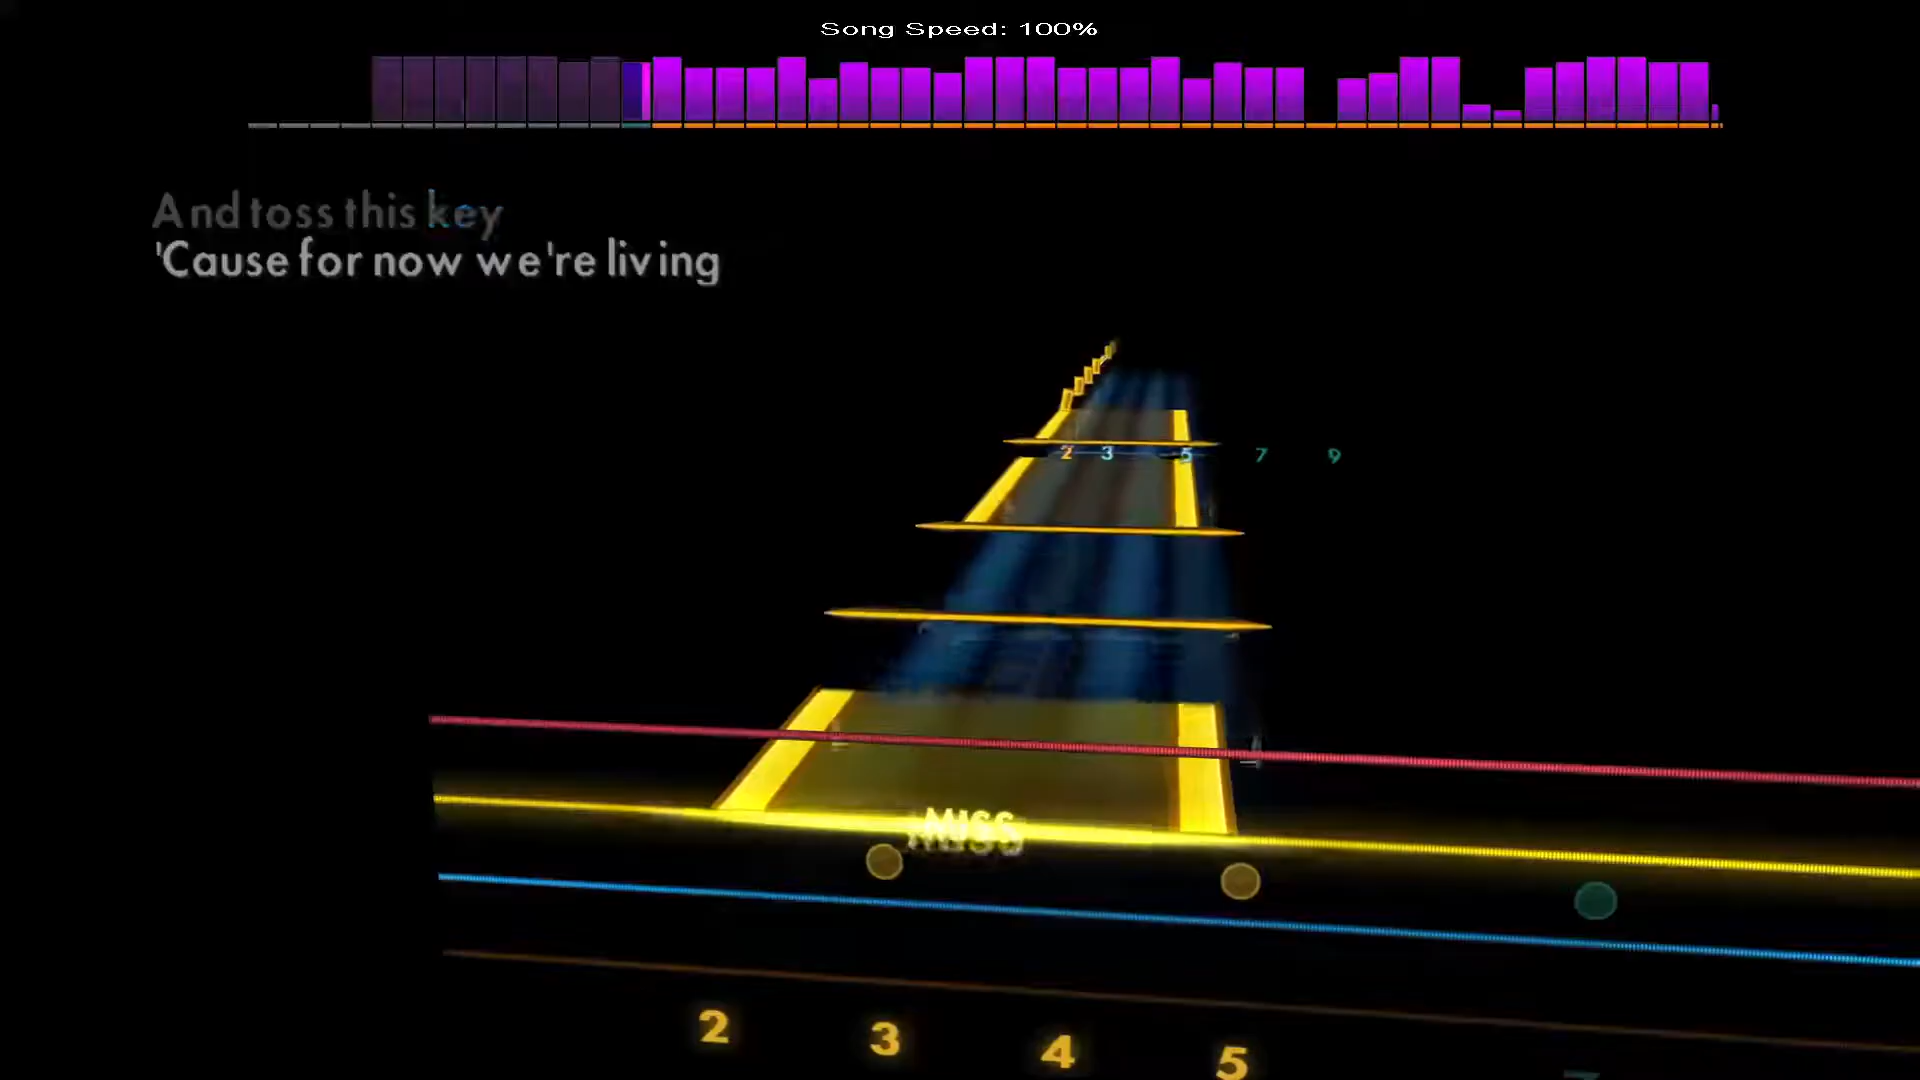 Song Speed: 100%
And toss this key
'Cause for now we're living
2 3 5 7 9
MISS
2 3 4 5